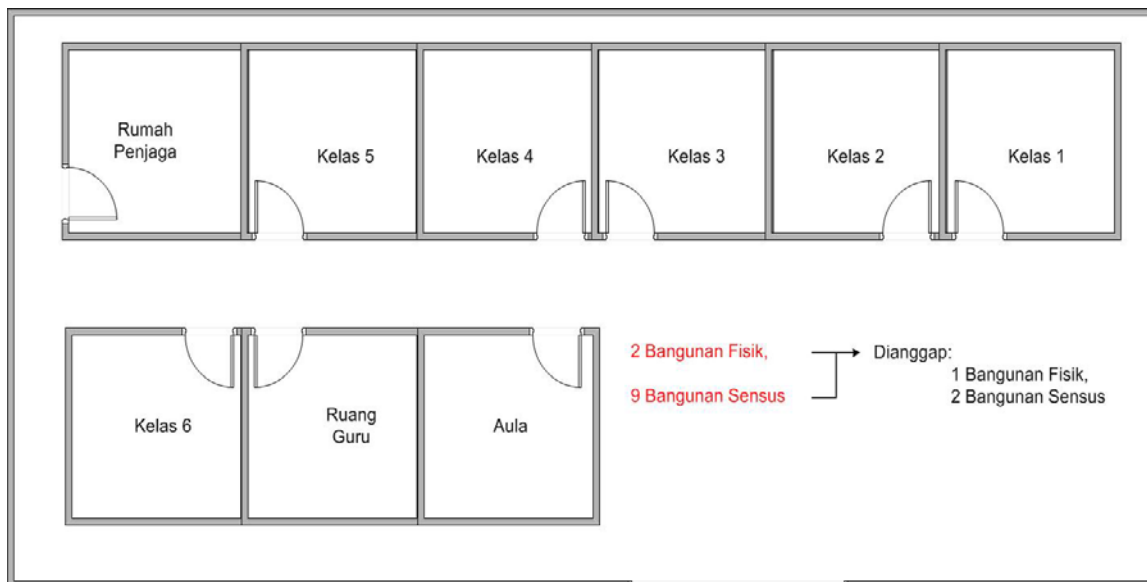 Rumah
Penjaga
Kelas 5
Kelas 4
Kelas 3
Kelas 2
Kelas 1
Kelas 6
Ruang
Guru
Aula
2 Bangunan Fisik,
9 Bangunan Sensus
Dianggap:
1 Bangunan Fisik,
2 Bangunan Sensus